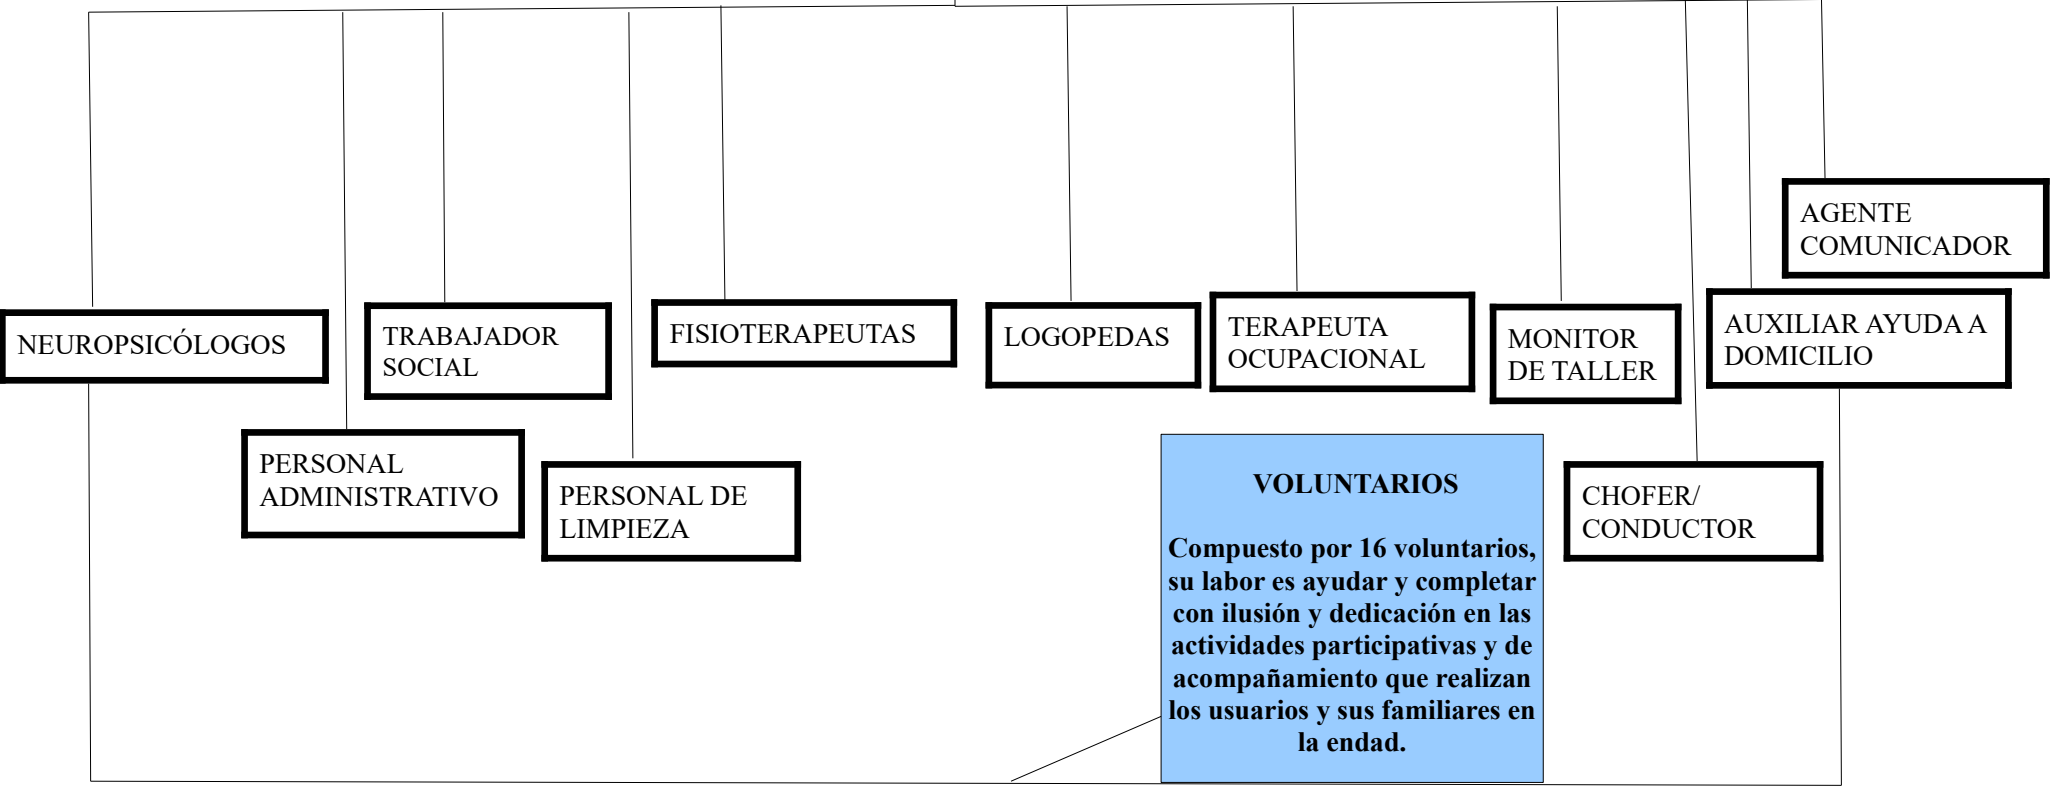 AGENTE
COMUNICADOR
NEUROPSICÓLOGOS
TRABAJADOR
SOCIAL
FISIOTERAPEUTAS
LOGOPEDAS
TERAPEUTA
OCUPACIONAL
MONITOR
DE TALLER
AUXILIAR AYUDA A
DOMICILIO
PERSONAL
ADMINISTRATIVO
PERSONAL DE
LIMPIEZA
VOLUNTARIOS
Compuesto por 16 voluntarios,
su labor es ayudar y completar
con ilusión y dedicación en las
actividades participativas y de
acompañamiento que realizan
los usuarios y sus familiares en
la endad.
CHOFER/
CONDUCTOR